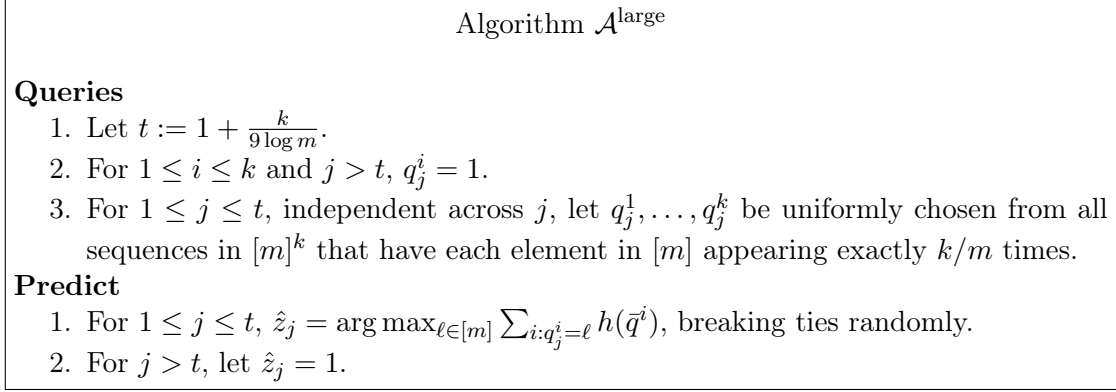 Algorithm 𝒜^large
Queries
1. Let t := 1 + k/(9 log m).
2. For 1 ≤ i ≤ k and j > t, q_j^i = 1.
3. For 1 ≤ j ≤ t, independent across j, let q_j^1, . . . , q_j^k be uniformly chosen from all
sequences in [m]^k that have each element in [m] appearing exactly k/m times.
Predict
1. For 1 ≤ j ≤ t, ẑ_j = arg max_{ℓ∈[m]} ∑_{i:q_j^i=ℓ} h(q̄^i), breaking ties randomly.
2. For j > t, let ẑ_j = 1.